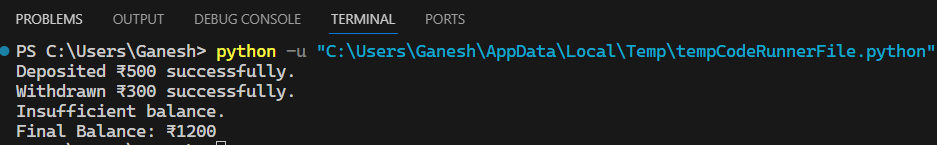 PROBLEMS OUTPUT DEBUG CONSOLE TERMINAL PORTS
PS C:\Users\Ganesh> python -u "C:\Users\Ganesh\AppData\Local\Temp\tempCodeRunnerFile.python"
Deposited ₹500 successfully.
Withdrawn ₹300 successfully.
Insufficient balance.
Final Balance: ₹1200